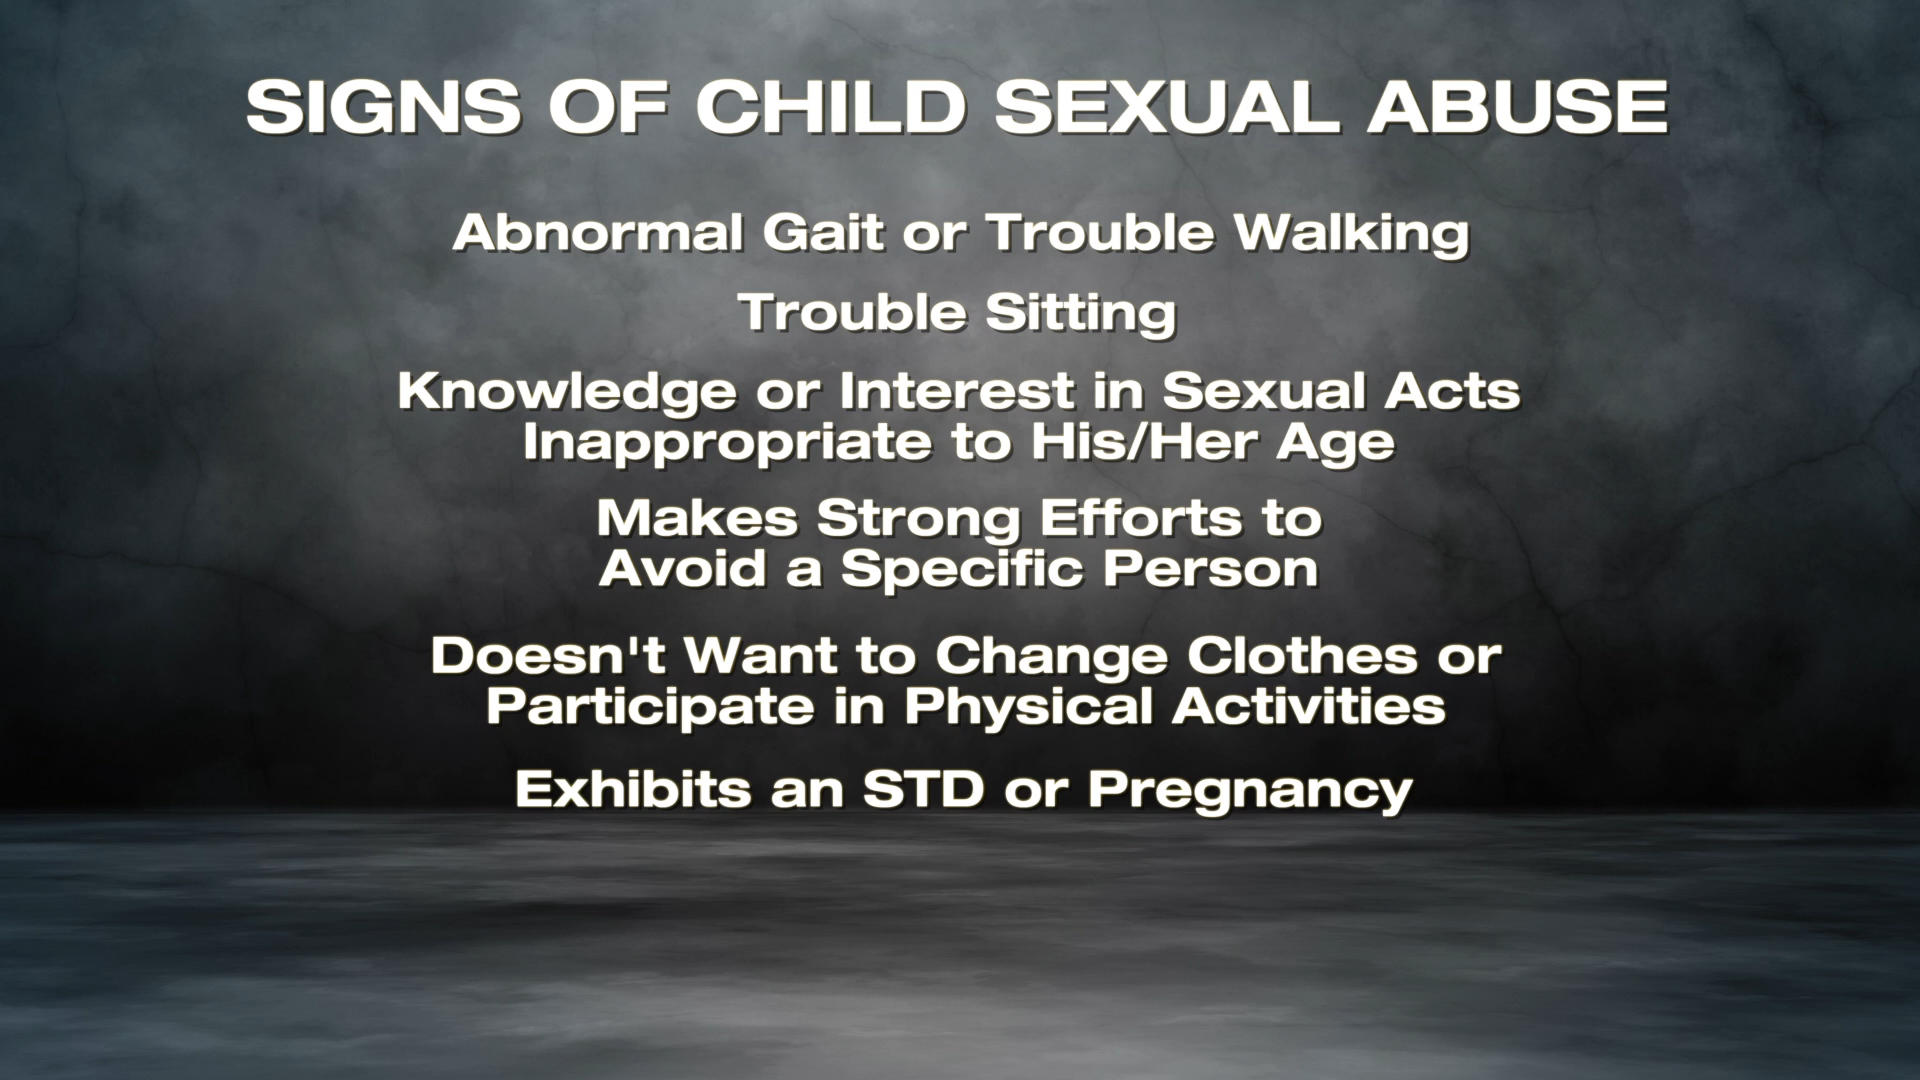 SIGNS OF CHILD SEXUAL ABUSE
Abnormal Gait or Trouble Walking
Trouble Sitting
Knowledge or Interest in Sexual Acts
Inappropriate to His/Her Age
Makes Strong Efforts to
Avoid a Specific Person
Doesn't Want to Change Clothes or
Participate in Physical Activities
Exhibits an STD or Pregnancy